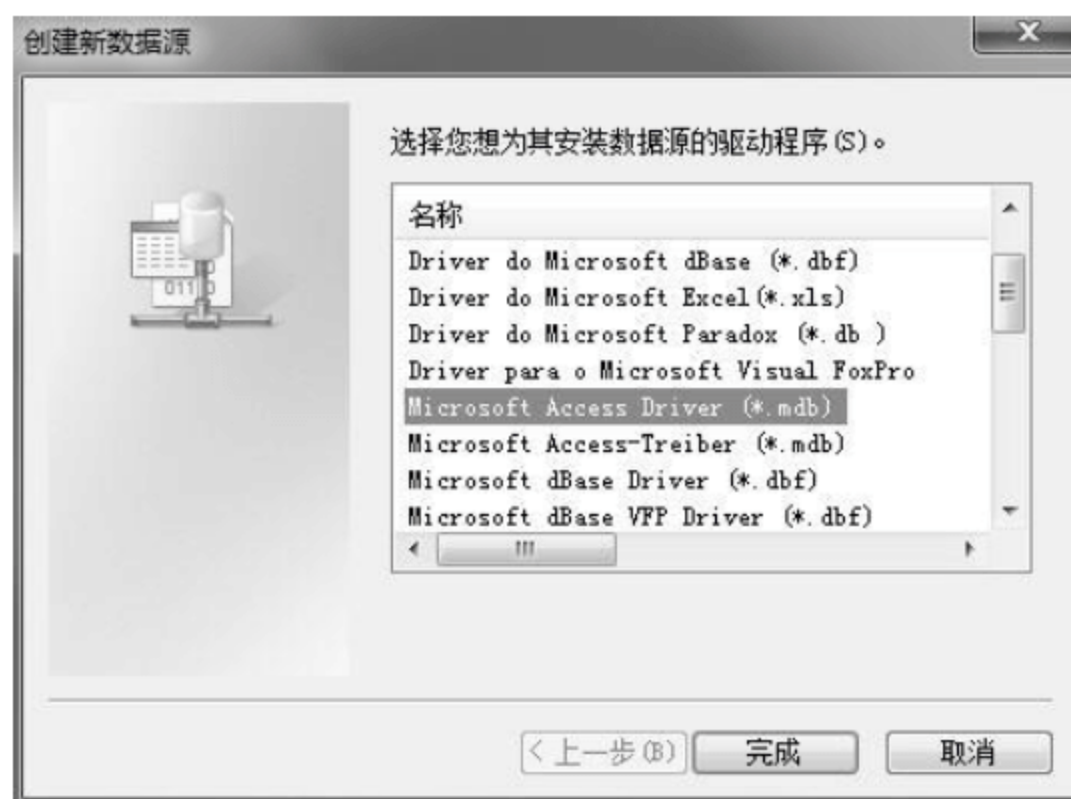 创建新数据源
选择您想为其安装数据源的驱动程序(S)。
名称
Driver do Microsoft dBase (*.dbf)
Driver do Microsoft Excel(*.xls)
Driver do Microsoft Paradox (*.db )
Driver para o Microsoft Visual FoxPro
Microsoft Access Driver (*.mdb)
Microsoft Access-Treiber (*.mdb)
Microsoft dBase Driver (*.dbf)
Microsoft dBase VFP Driver (*.dbf)
< 上一步(B) 完成 取消